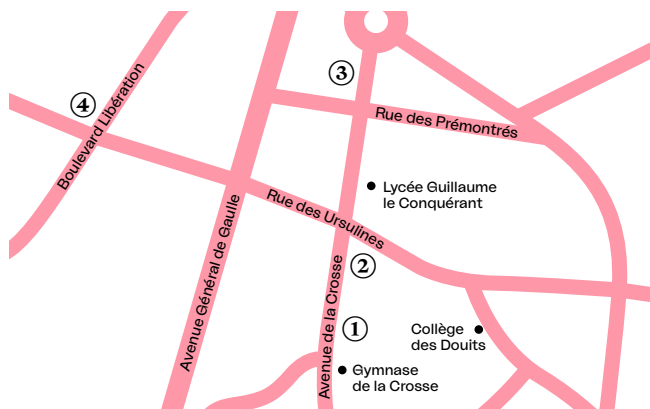 ③
④
Boulevard Libération
Rue des Prémontrés
Lycée Guillaume
le Conquérant
Rue des Ursulines
Avenue Général de Gaulle
②
Avenue de la Crosse
①
Collège
des Douits
Gymnase
de la Crosse